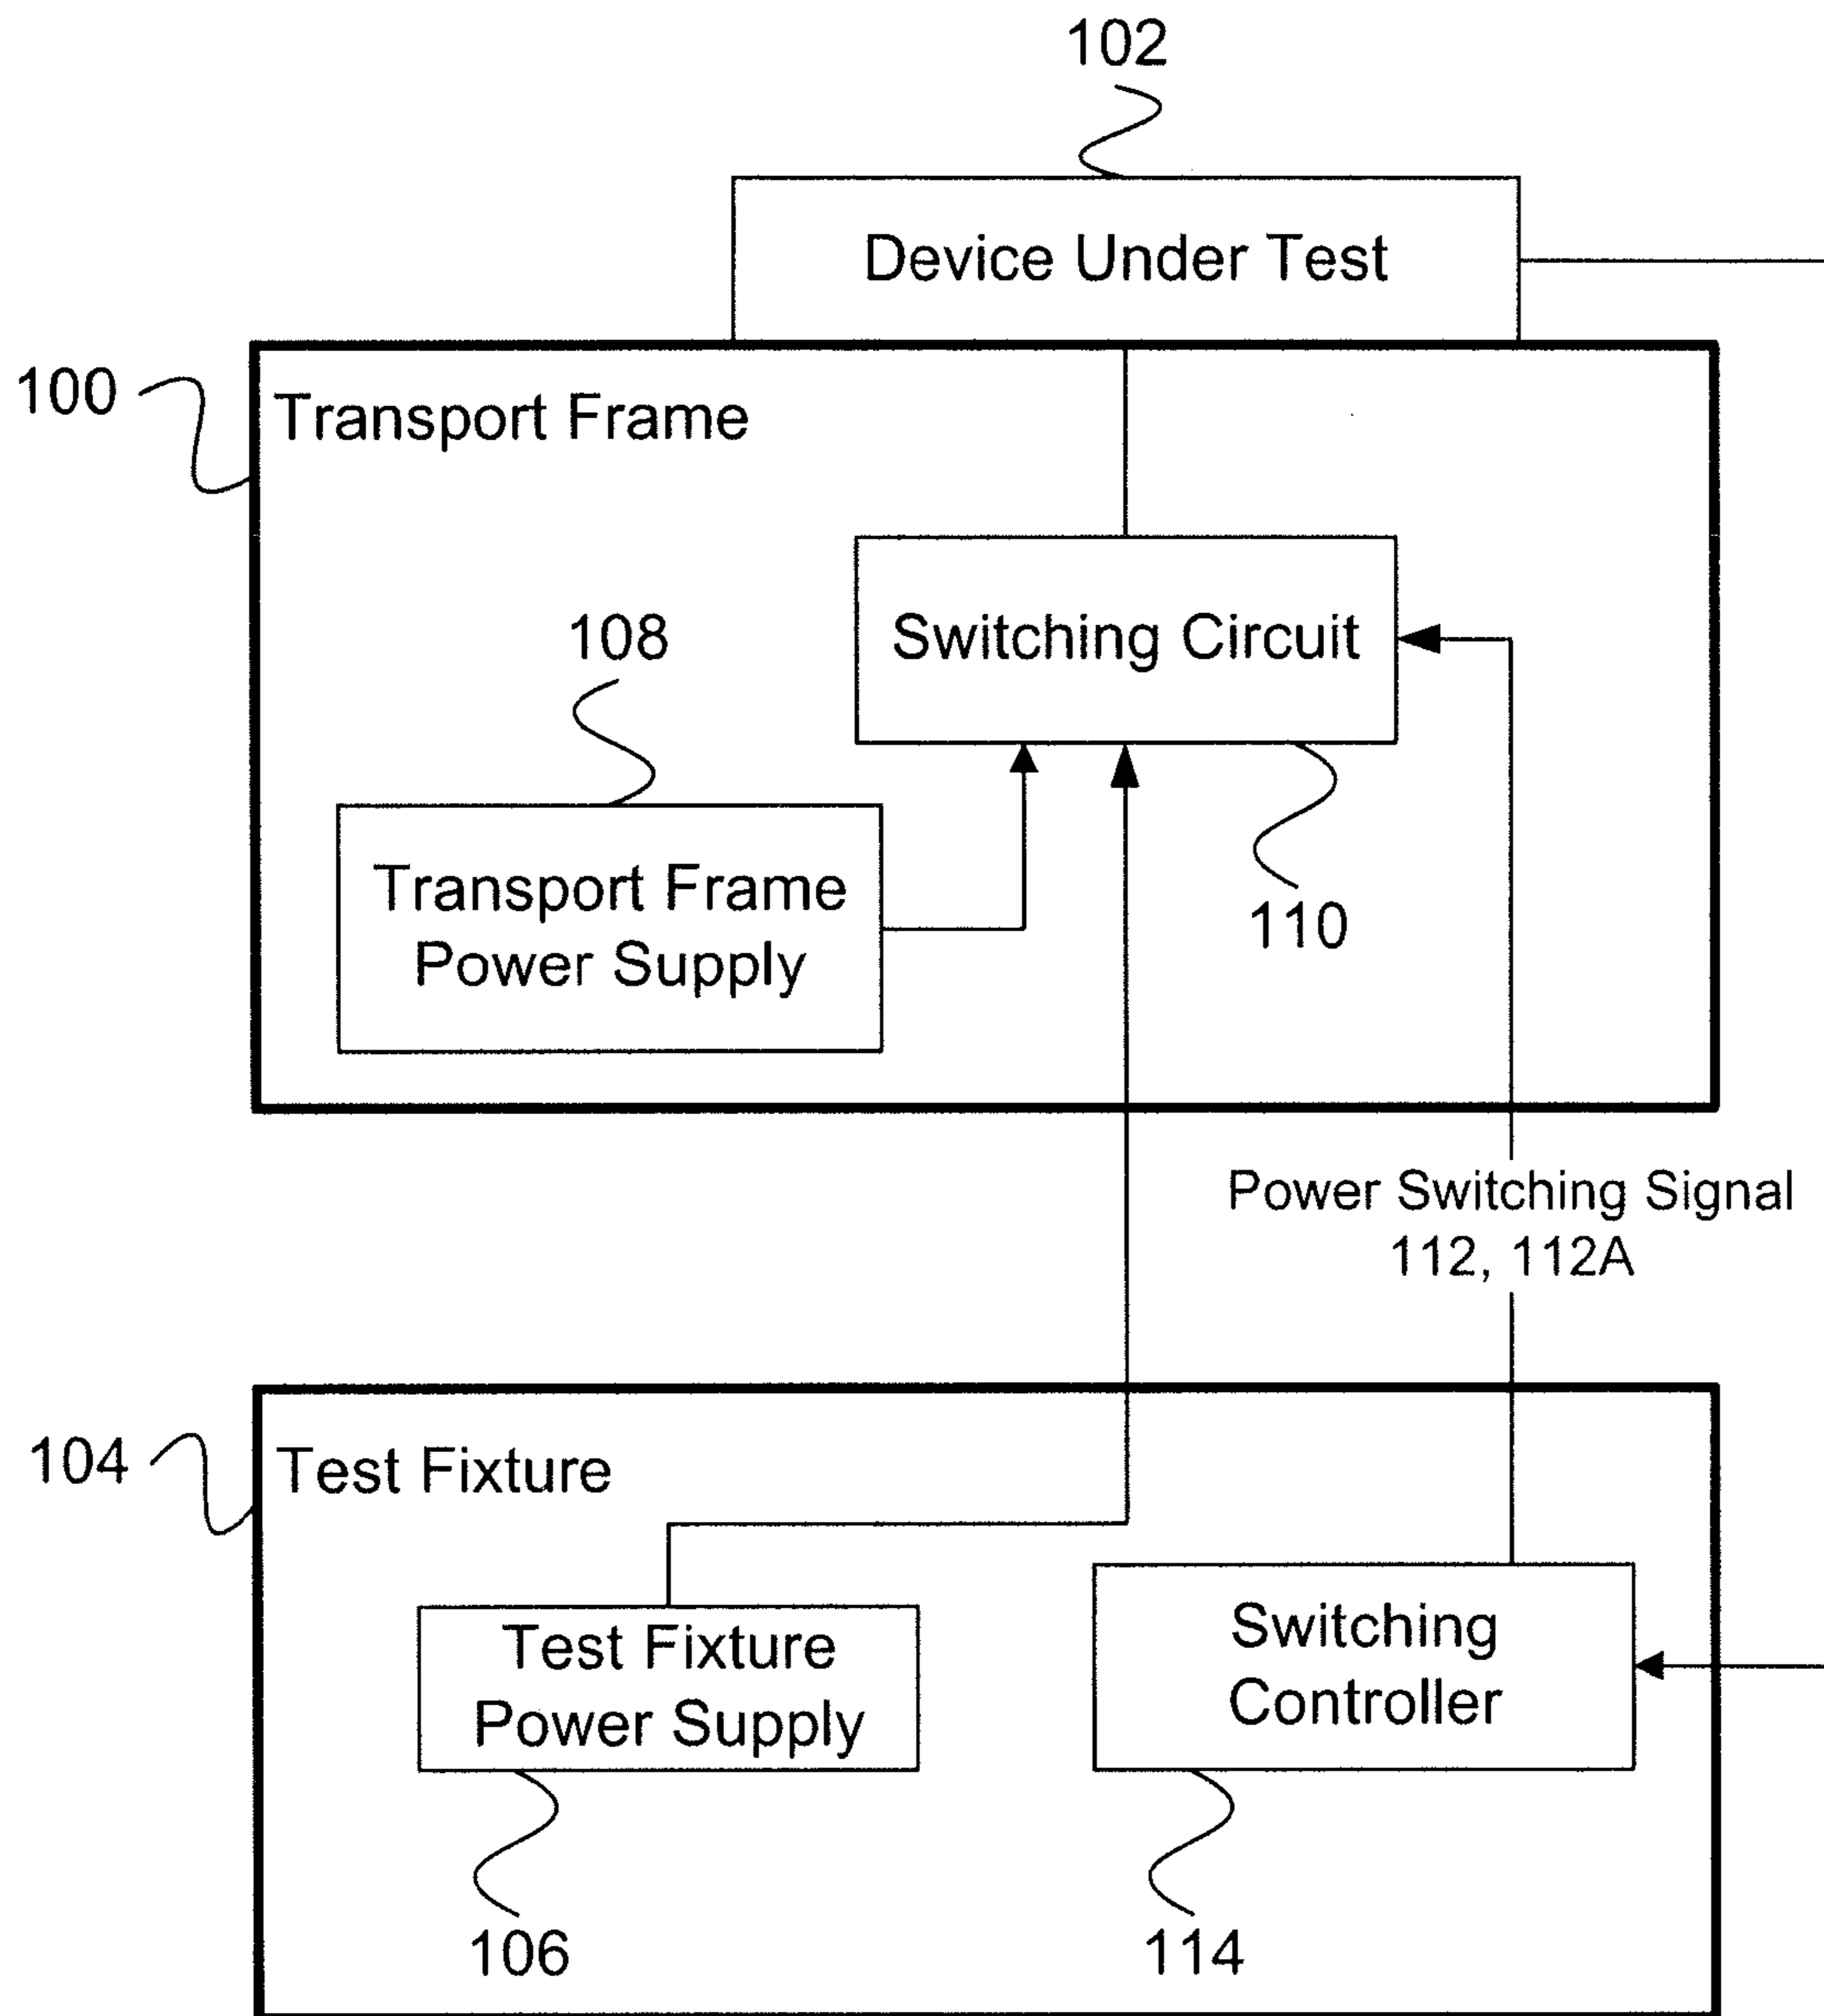 102
Device Under Test
100
Transport Frame
108
Switching Circuit
Transport Frame
Power Supply
110
Power Switching Signal
112, 112A
104
Test Fixture
Test Fixture
Power Supply
Switching
Controller
106
114